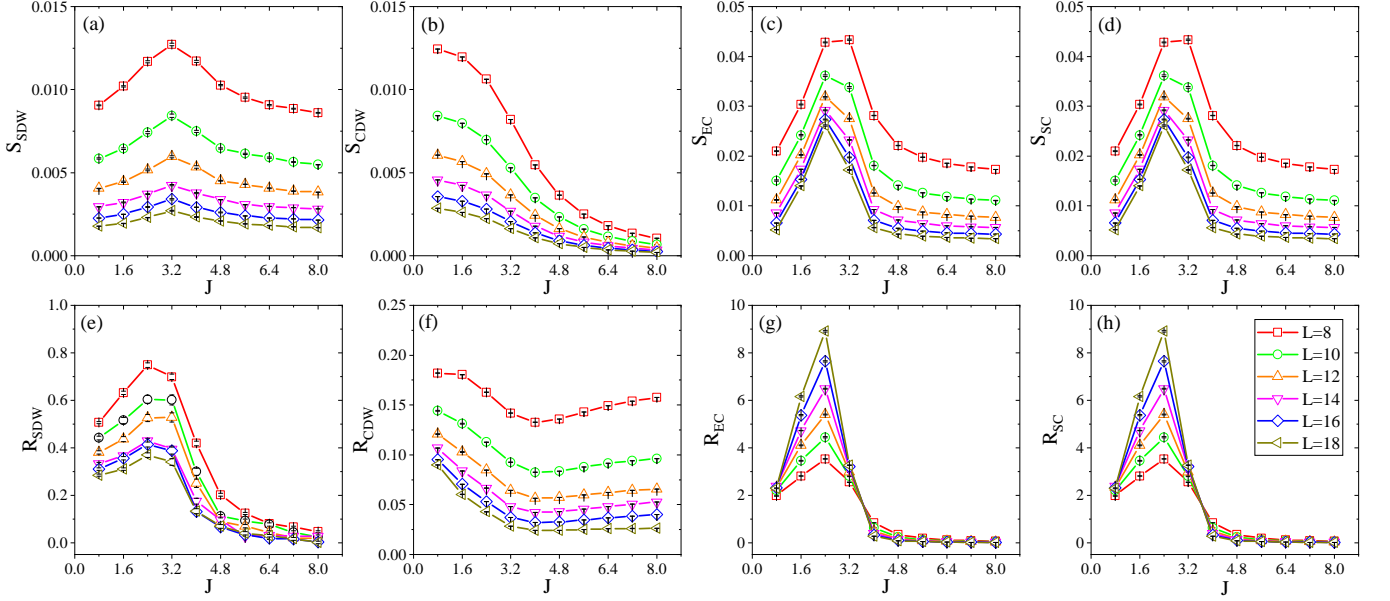 (a)
S_SDW
0.015
0.010
0.005
0.000
0.0 1.6 3.2 4.8 6.4 8.0
J
(b)
S_CDW
0.015
0.010
0.005
0.000
0.0 1.6 3.2 4.8 6.4 8.0
J
(c)
S_EC
0.05
0.04
0.03
0.02
0.01
0.00
0.0 1.6 3.2 4.8 6.4 8.0
J
(d)
S_SC
0.05
0.04
0.03
0.02
0.01
0.00
0.0 1.6 3.2 4.8 6.4 8.0
J
(e)
R_SDW
1.0
0.8
0.6
0.4
0.2
0.0
0.0 1.6 3.2 4.8 6.4 8.0
J
(f)
R_CDW
0.25
0.20
0.15
0.10
0.05
0.00
0.0 1.6 3.2 4.8 6.4 8.0
J
(g)
R_EC
10
8
6
4
2
0
0.0 1.6 3.2 4.8 6.4 8.0
J
(h)
R_SC
10
8
6
4
2
0
0.0 1.6 3.2 4.8 6.4 8.0
J
L=8
L=10
L=12
L=14
L=16
L=18